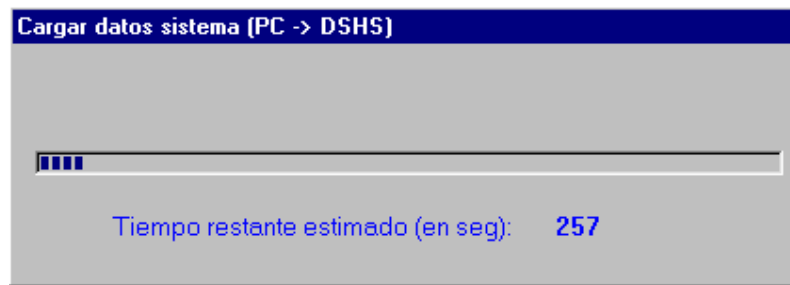 Cargar datos sistema (PC -> DSHS)
Tiempo restante estimado (en seg): 257